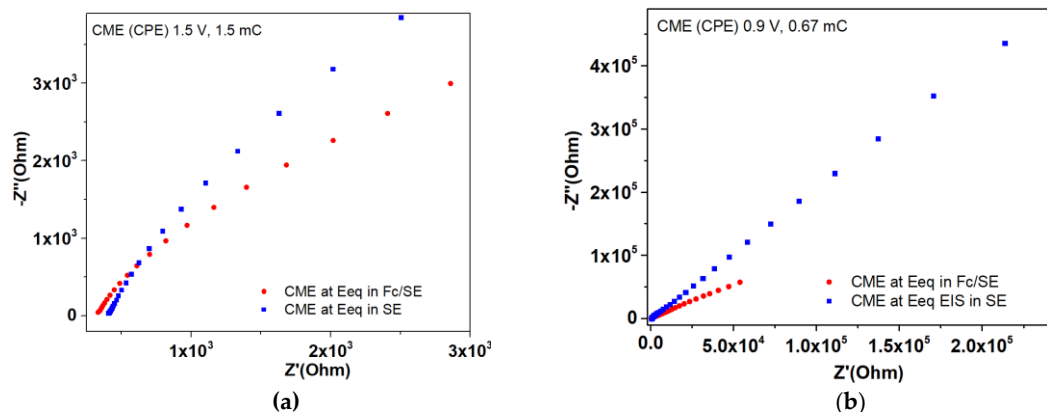 CME (CPE) 1.5 V, 1.5 mC
-Z''(Ohm)
3x10³
2x10³
1x10³
0
CME at Eeq in Fc/SE
CME at Eeq in SE
1x10³
2x10³
3x10³
Z'(Ohm)
(a)
CME (CPE) 0.9 V, 0.67 mC
-Z''(Ohm)
4x10⁵
3x10⁵
2x10⁵
1x10⁵
0
CME at Eeq in Fc/SE
CME at Eeq EIS in SE
0.0
5.0x10⁴
1.0x10⁵
1.5x10⁵
2.0x10⁵
Z'(Ohm)
(b)